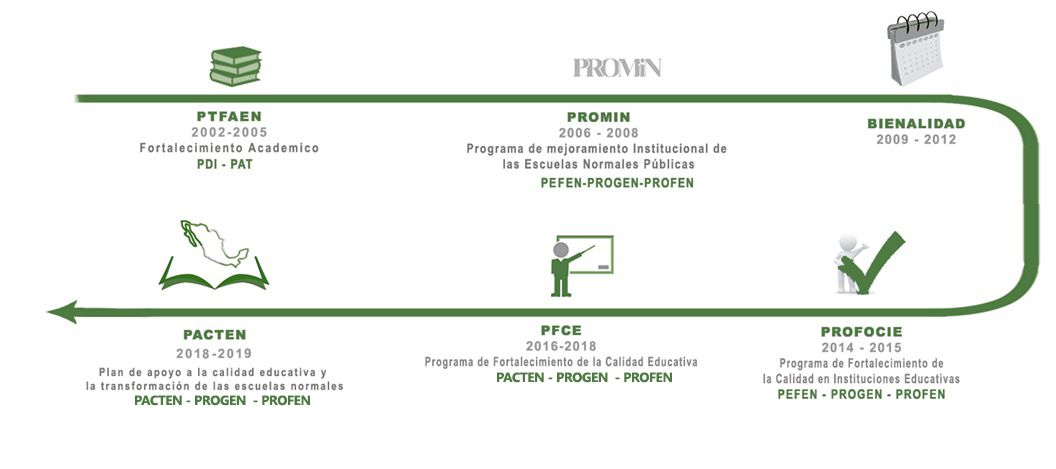 PROMiN
PTFAEN
2002-2005
Fortalecimiento Academico
PDI - PAT
PROMIN
2006 - 2008
Programa de mejoramiento Institucional de
las Escuelas Normales Públicas
PEFEN-PROGEN-PROFEN
BIENALIDAD
2009 - 2012
PROFOCIE
2014 - 2015
Programa de Fortalecimiento de
la Calidad en Instituciones Educativas
PEFEN - PROGEN - PROFEN
PFCE
2016-2018
Programa de Fortalecimiento de la Calidad Educativa
PACTEN - PROGEN - PROFEN
PACTEN
2018-2019
Plan de apoyo a la calidad educativa y
la transformación de las escuelas normales
PACTEN - PROGEN - PROFEN